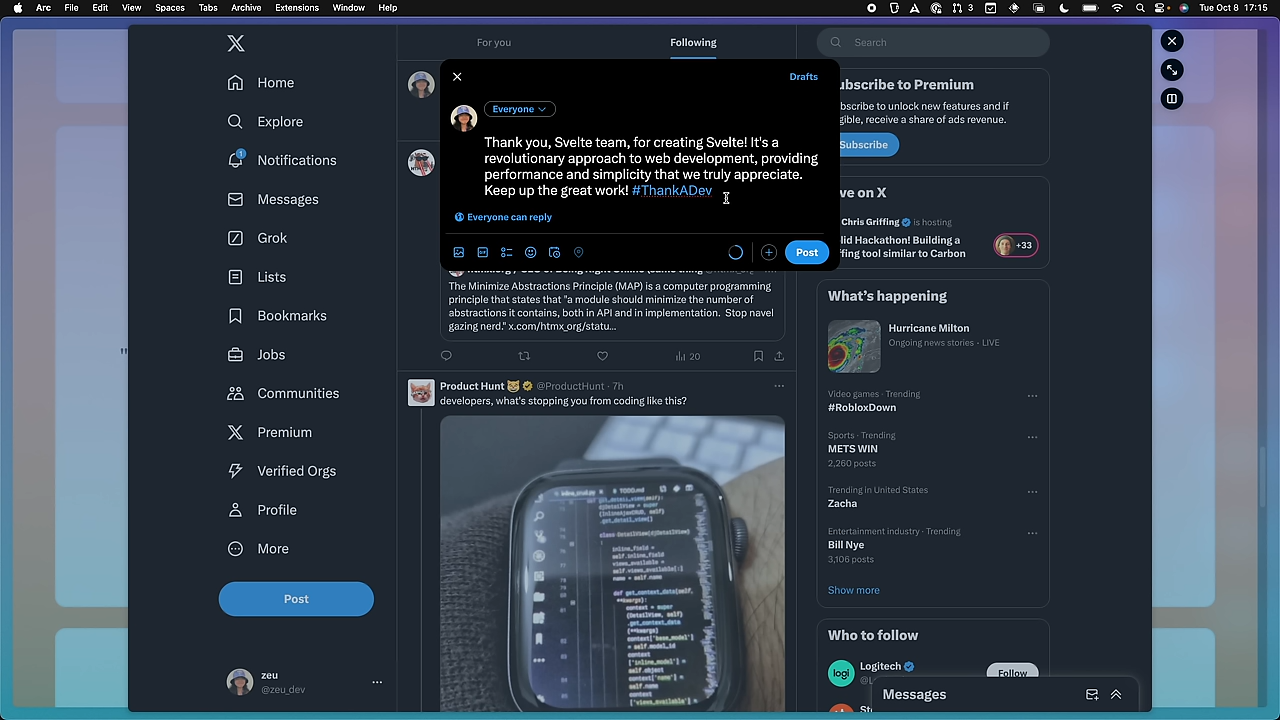 Arc File Edit View Spaces Tabs Archive Extensions Window Help
3
Tue Oct 8 17:15
For you
Following
Search
Home
Explore
1
Notifications
Messages
Grok
Lists
Bookmarks
Jobs
Communities
Premium
Verified Orgs
Profile
More
Post
zeu
@zeu_dev
Drafts
Everyone
Thank you, Svelte team, for creating Svelte! It's a
revolutionary approach to web development, providing
performance and simplicity that we truly appreciate.
Keep up the great work! #ThankADev
Everyone can reply
GIF
Post
The Minimize Abstractions Principle (MAP) is a computer programming
principle that states that "a module should minimize the number of
abstractions it contains, both in API and in implementation. Stop navel
gazing nerd." x.com/htmx_org/statu...
20
Product Hunt @ProductHunt · 7h
developers, what's stopping you from coding like this?
ubscribe to Premium
bscribe to unlock new features and if
gible, receive a share of ads revenue.
Subscribe
ve on X
Chris Griffing is hosting
lid Hackathon! Building a
ffing tool similar to Carbon
+33
What's happening
Hurricane Milton
Ongoing news stories · LIVE
Video games · Trending
#RobloxDown
Sports · Trending
METS WIN
2,260 posts
Trending in United States
Zacha
Entertainment industry · Trending
Bill Nye
3,106 posts
Show more
Who to follow
logi
Logitech
Follow
Messages